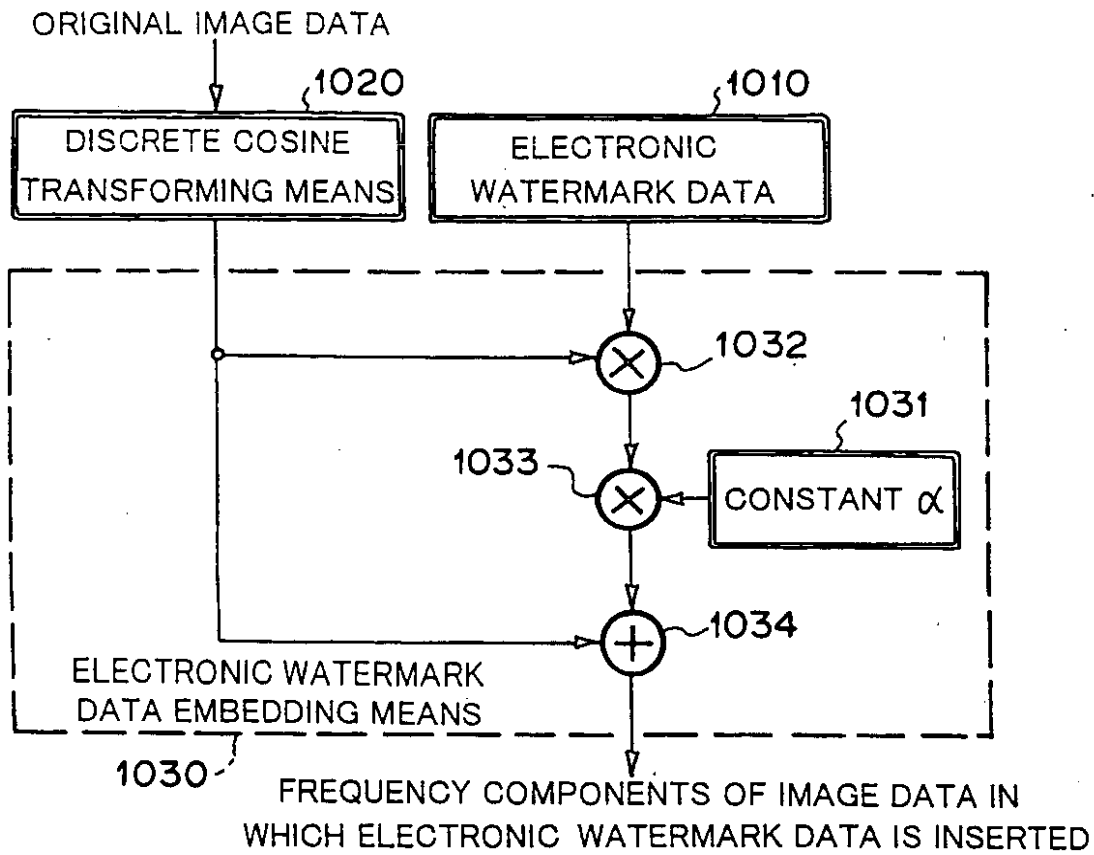 ORIGINAL IMAGE DATA
1020
1010
DISCRETE COSINE
TRANSFORMING MEANS
ELECTRONIC
WATERMARK DATA
1032
1031
1033
CONSTANT α
1034
ELECTRONIC WATERMARK
DATA EMBEDDING MEANS
1030
FREQUENCY COMPONENTS OF IMAGE DATA IN
WHICH ELECTRONIC WATERMARK DATA IS INSERTED